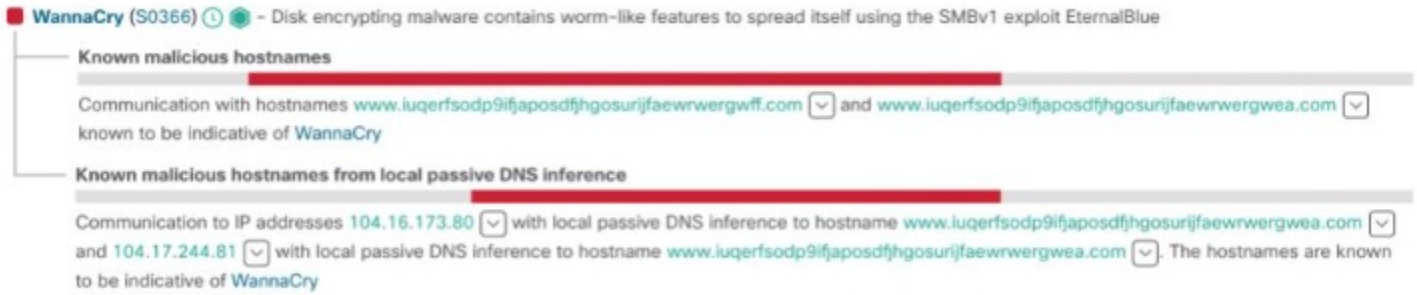 WannaCry (S0366) - Disk encrypting malware contains worm-like features to spread itself using the SMBv1 exploit EternalBlue
Known malicious hostnames
Communication with hostnames www.iuqerfsodp9ifjaposdfjhgosurijfaewrwergwff.com and www.iuqerfsodp9ifjaposdfjhgosurijfaewrwergwea.com
known to be indicative of WannaCry
Known malicious hostnames from local passive DNS inference
Communication to IP addresses 104.16.173.80 with local passive DNS inference to hostname www.iuqerfsodp9ifjaposdfjhgosurijfaewrwergwea.com
and 104.17.244.81 with local passive DNS inference to hostname www.iuqerfsodp9ifjaposdfjhgosurijfaewrwergwea.com. The hostnames are known
to be indicative of WannaCry